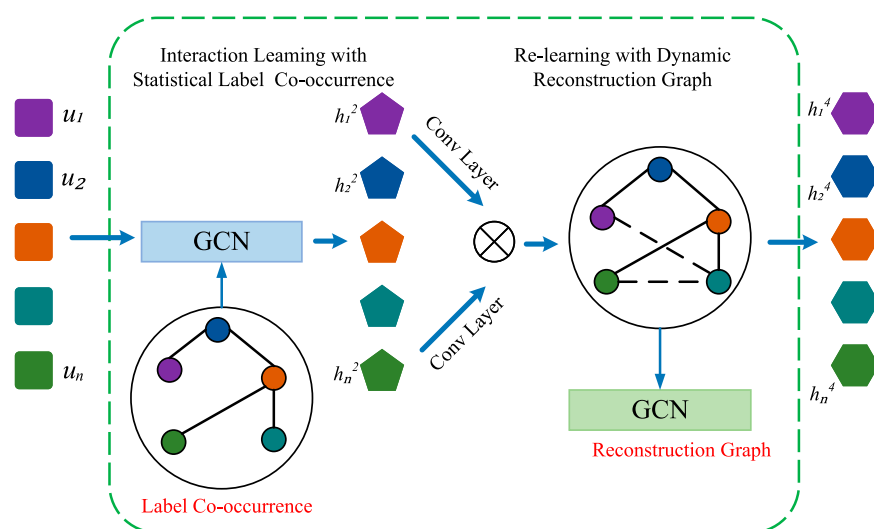 Interaction Leaming with
Statistical Label Co-occurrence
Re-learning with Dynamic
Reconstruction Graph
u1
u2
un
GCN
Label Co-occurrence
h1^2
h2^2
hn^2
Conv Layer
Conv Layer
GCN
Reconstruction Graph
h1^4
h2^4
hn^4